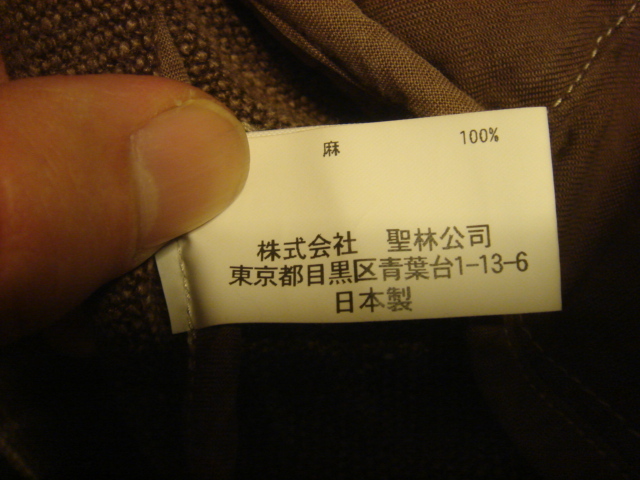 麻 100%
株式会社 聖林公司
東京都目黒区青葉台1-13-6
日本製